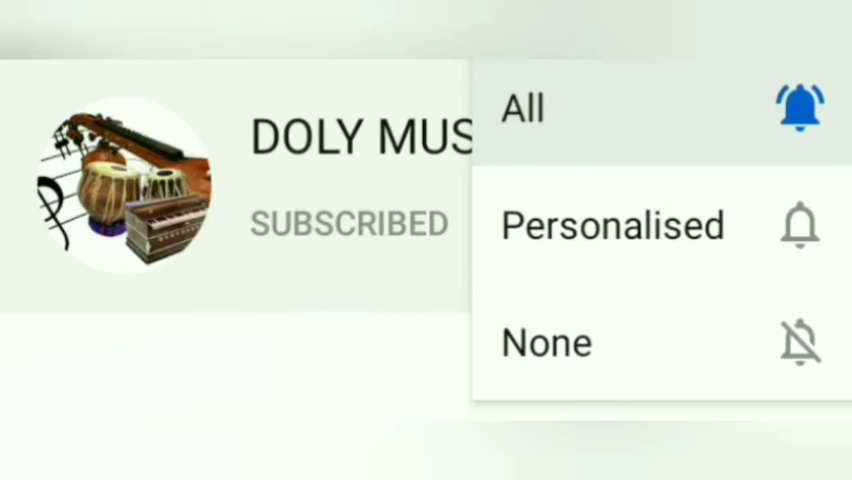 DOLY MUS
SUBSCRIBED
All
Personalised
None